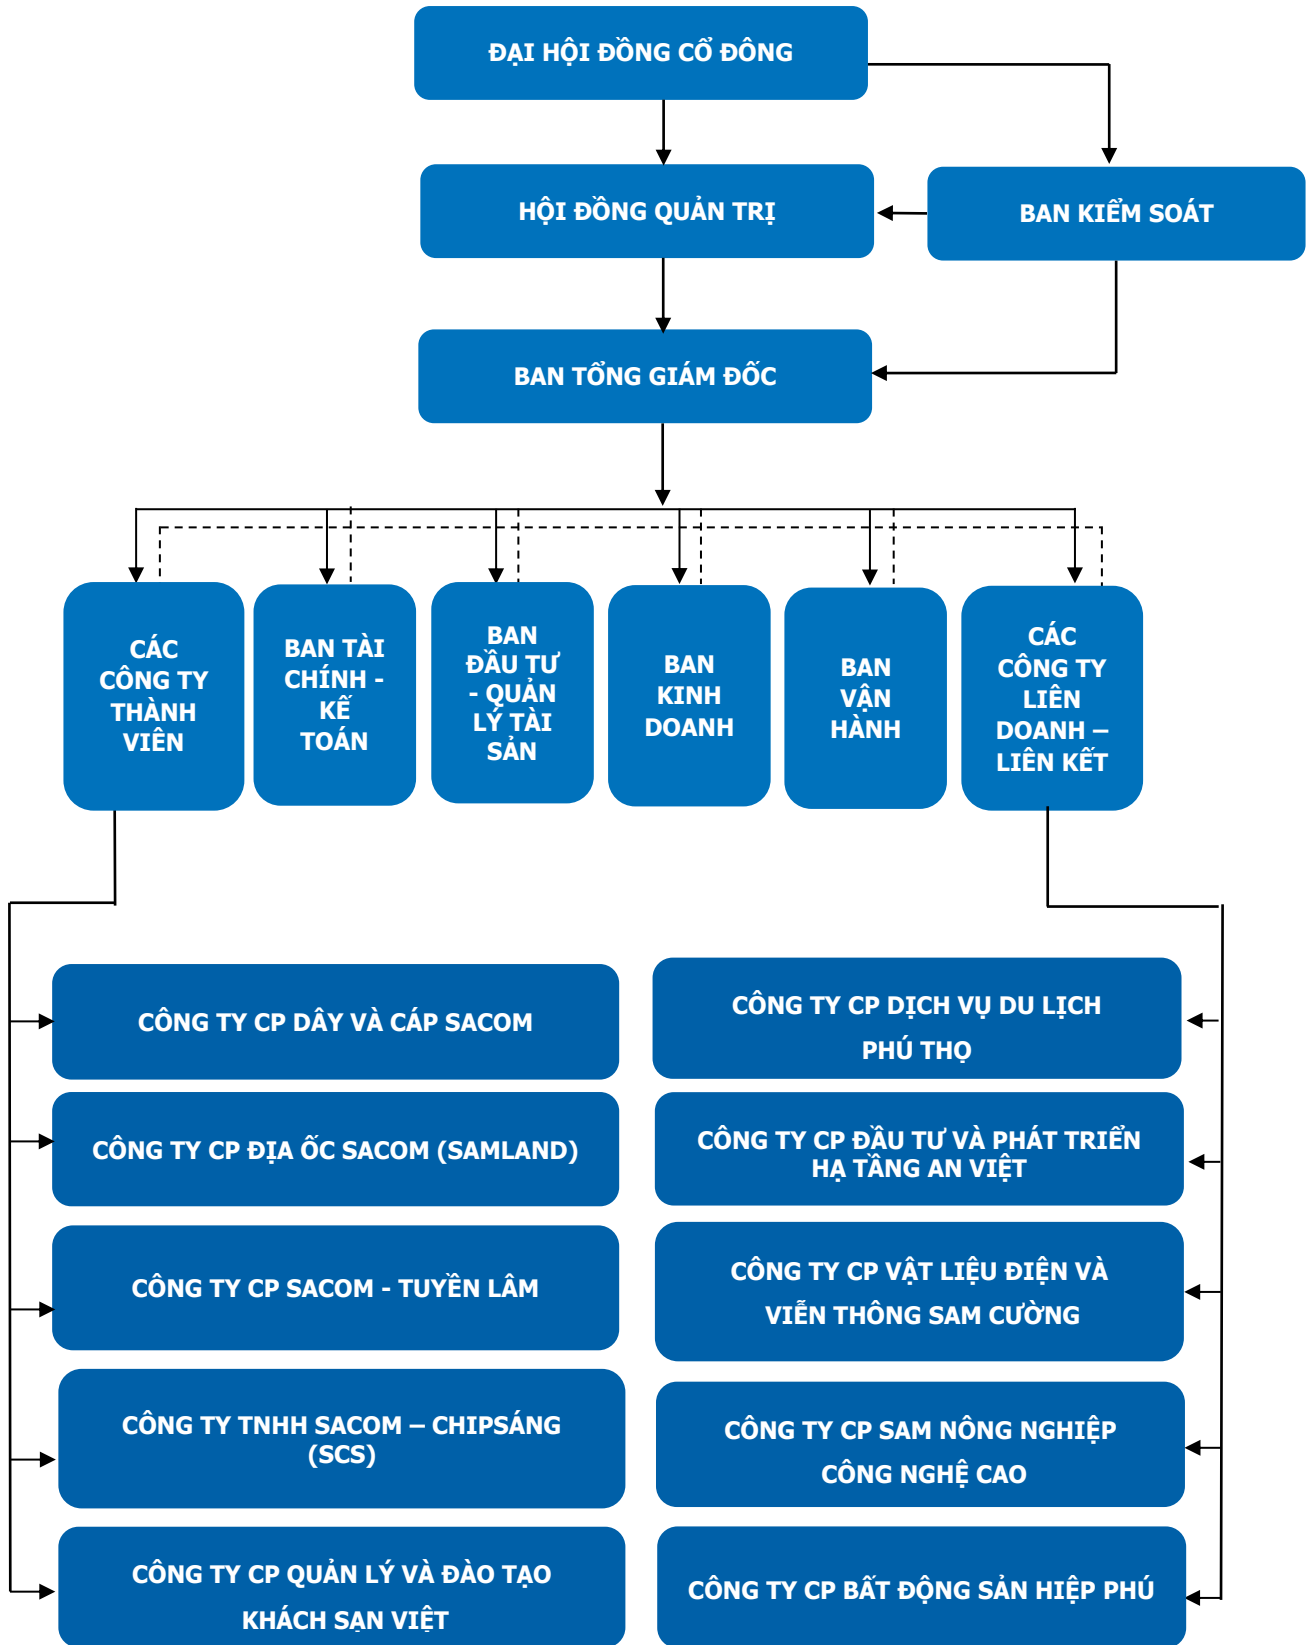 ĐẠI HỘI ĐỒNG CỔ ĐÔNG
HỘI ĐỒNG QUẢN TRỊ
BAN KIỂM SOÁT
BAN TỔNG GIÁM ĐỐC
CÁC
CÔNG TY
THÀNH
VIÊN
BAN TÀI
CHÍNH -
KẾ
TOÁN
BAN
ĐẦU TƯ
- QUẢN
LÝ TÀI
SẢN
BAN
KINH
DOANH
BAN
VẬN
HÀNH
CÁC
CÔNG TY
LIÊN
DOANH –
LIÊN KẾT
CÔNG TY CP DÂY VÀ CÁP SACOM
CÔNG TY CP ĐỊA ỐC SACOM (SAMLAND)
CÔNG TY CP SACOM - TUYỀN LÂM
CÔNG TY TNHH SACOM – CHIPSÁNG
(SCS)
CÔNG TY CP QUẢN LÝ VÀ ĐÀO TẠO
KHÁCH SẠN VIỆT
CÔNG TY CP DỊCH VỤ DU LỊCH
PHÚ THỌ
CÔNG TY CP ĐẦU TƯ VÀ PHÁT TRIỂN
HẠ TẦNG AN VIỆT
CÔNG TY CP VẬT LIỆU ĐIỆN VÀ
VIỄN THÔNG SAM CƯỜNG
CÔNG TY CP SAM NÔNG NGHIỆP
CÔNG NGHỆ CAO
CÔNG TY CP BẤT ĐỘNG SẢN HIỆP PHÚ